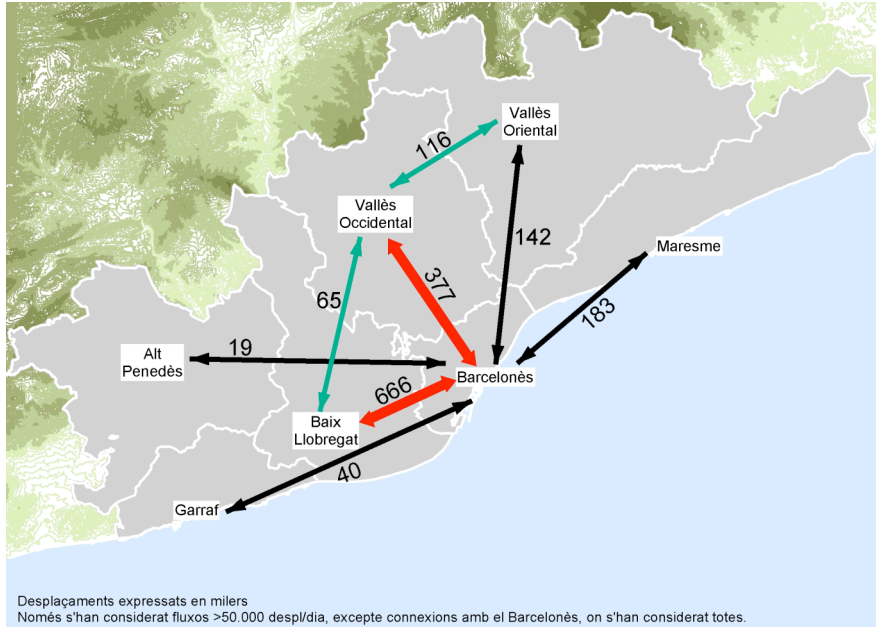 Vallès
Oriental
116
Vallès
Occidental
142
Maresme
377
65
183
19
Alt
Penedès
Barcelonès
666
Baix
Llobregat
40
Garraf
Desplaçaments expressats en milers
Només s'han considerat fluxos >50.000 despl/dia, excepte connexions amb el Barcelonès, on s'han considerat totes.